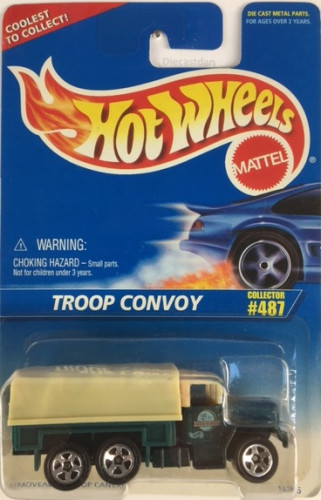 COOLEST
TO COLLECT!
DIE CAST METAL PARTS.
FOR AGES OVER 3 YEARS.
Hot Wheels
MATTEL
WARNING:
CHOKING HAZARD – Small parts.
Not for children under 3 years.
TROOP CONVOY
COLLECTOR
#487